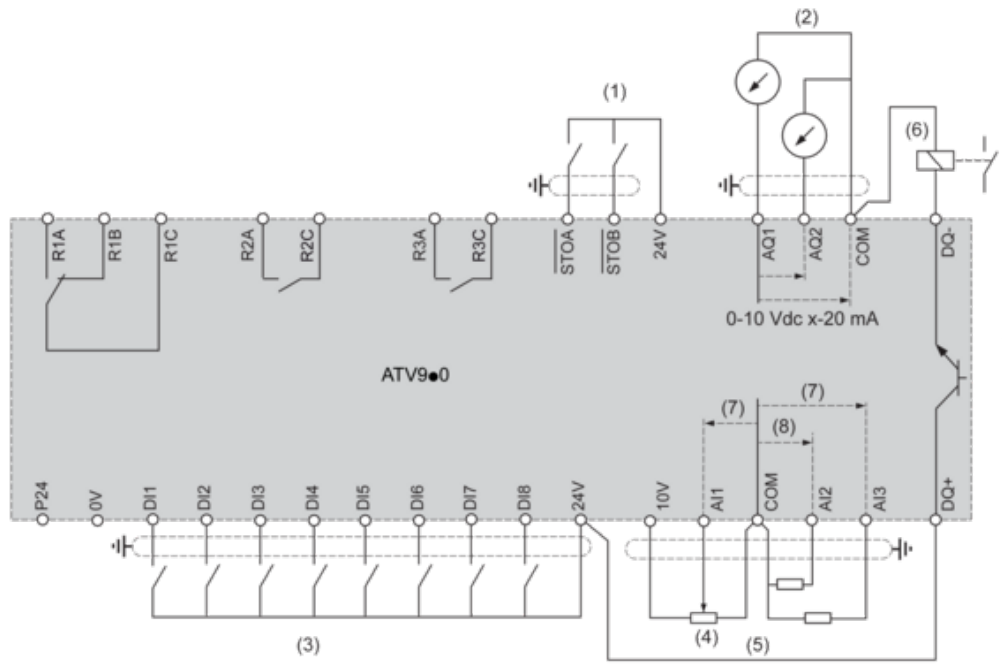 (2)
(1)
(6)
R1A
R1B
R1C
R2A
R2C
R3A
R3C
STOA
STOB
24V
AQ1
AQ2
COM
DQ-
0-10 Vdc x-20 mA
ATV9●0
(7)
(7)
(8)
P24
0V
DI1
DI2
DI3
DI4
DI5
DI6
DI7
DI8
24V
10V
AI1
COM
AI2
AI3
DQ+
(3)
(4)
(5)